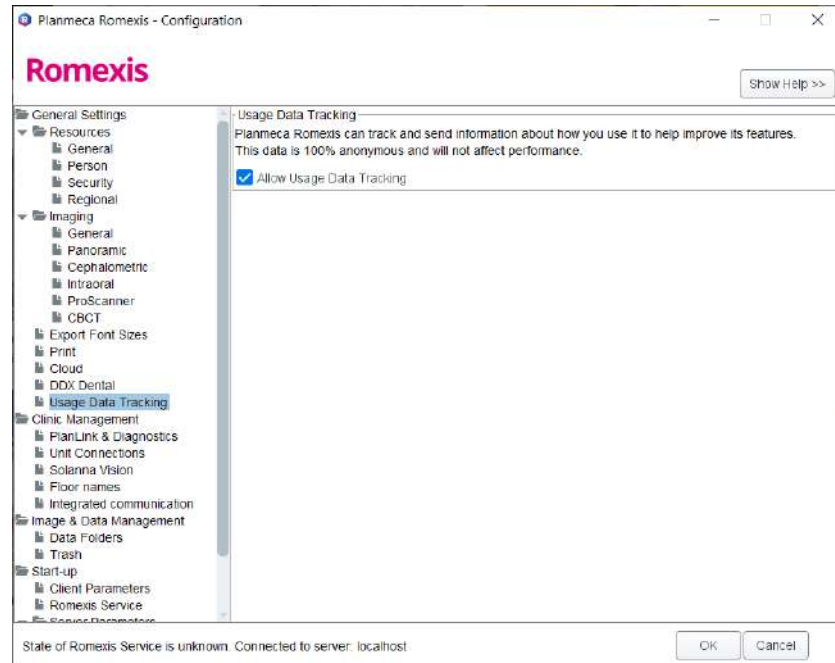 Planmeca Romexis - Configuration
Romexis
Show Help >>
General Settings
Resources
General
Person
Security
Regional
Imaging
General
Panoramic
Cephalometric
Intraoral
ProScanner
CBCT
Export Font Sizes
Print
Cloud
DDX Dental
Usage Data Tracking
Clinic Management
PlanLink & Diagnostics
Unit Connections
Solanna Vision
Floor names
Integrated communication
Image & Data Management
Data Folders
Trash
Start-up
Client Parameters
Romexis Service
Server Parameters
Usage Data Tracking
Planmeca Romexis can track and send information about how you use it to help improve its features.
This data is 100% anonymous and will not affect performance.
Allow Usage Data Tracking
State of Romexis Service is unknown. Connected to server: localhost
OK
Cancel